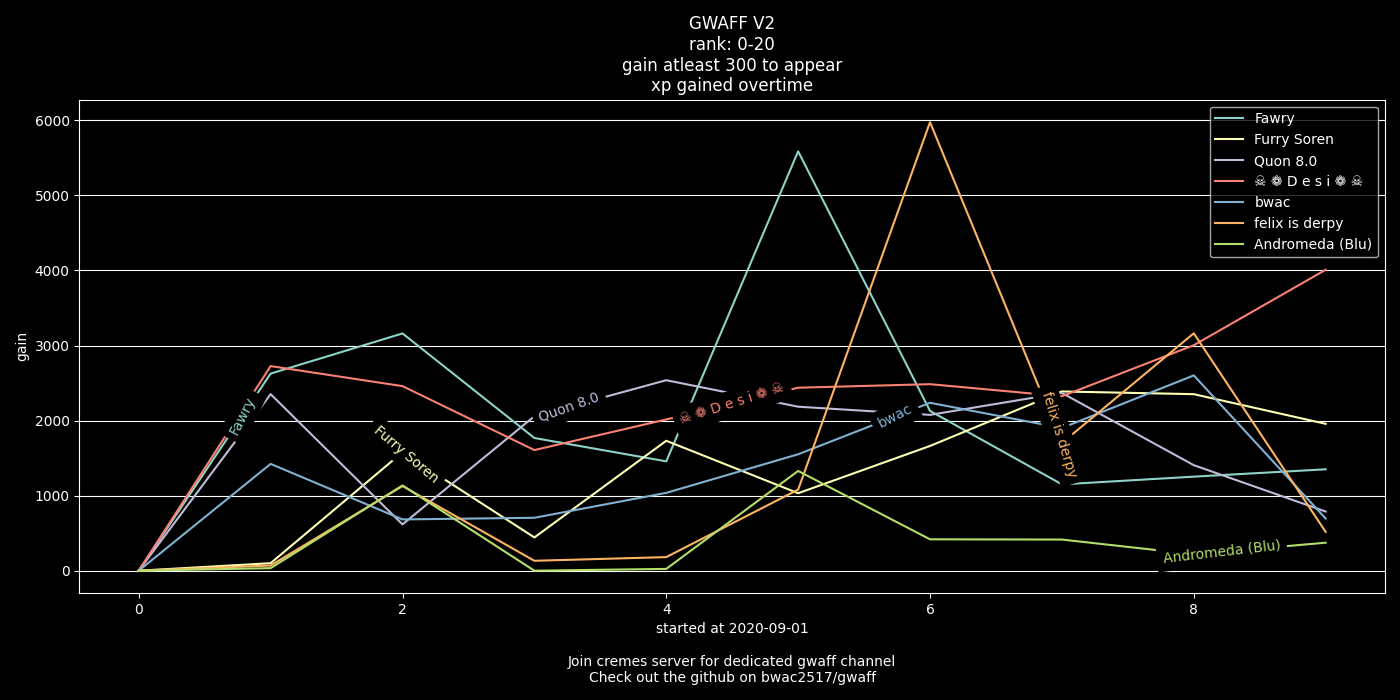 GWAFF V2
rank: 0-20
gain atleast 300 to appear
xp gained overtime
6000
5000
4000
3000
2000
1000
0
gain
Fawry
Furry Soren
Quon 8.0
☠ ❁ D e s i ❁ ☠
bwac
felix is derpy
Andromeda (Blu)
Fawry
Furry Soren
Quon 8.0
☠ ❁ D e s i ❁ ☠
bwac
felix is derpy
Andromeda (Blu)
0
2
4
6
8
started at 2020-09-01
Join cremes server for dedicated gwaff channel
Check out the github on bwac2517/gwaff